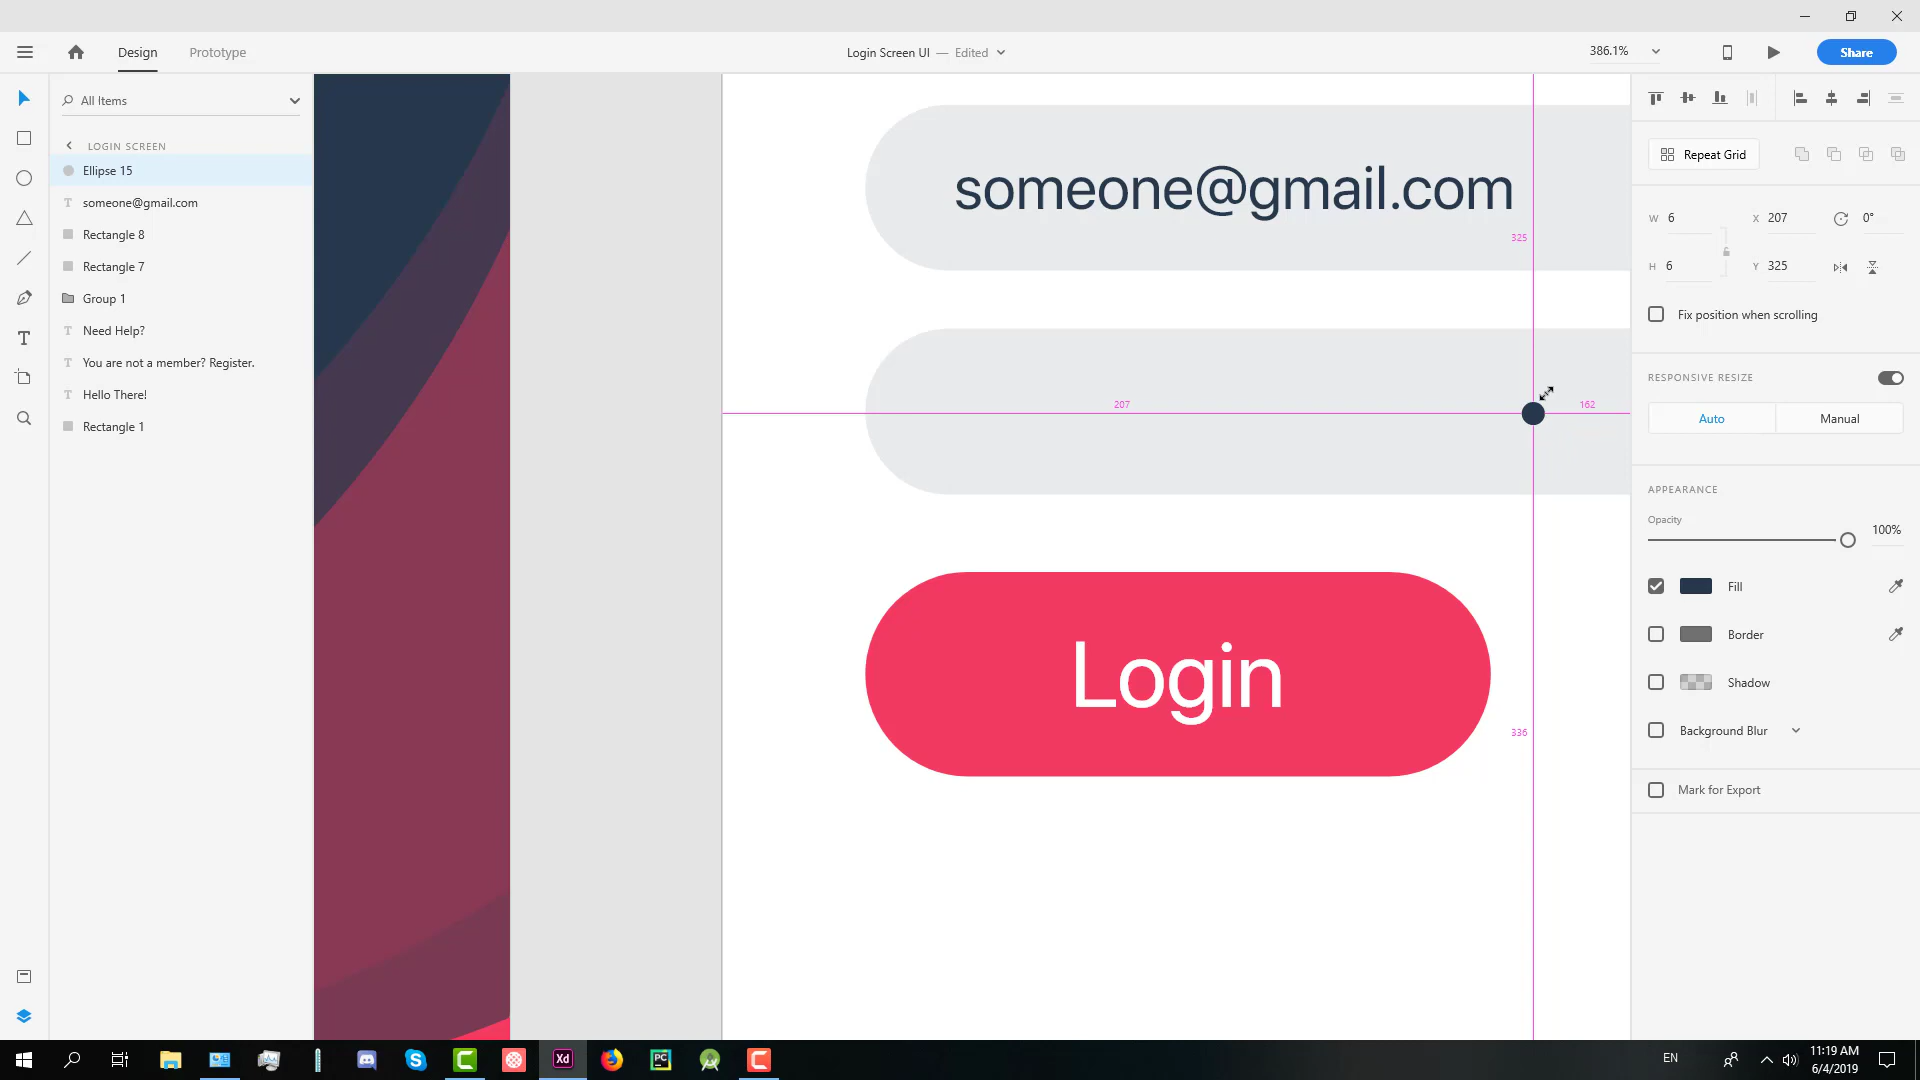 Design
Prototype
Login Screen UI — Edited
386.1%
Share
All Items
LOGIN SCREEN
Ellipse 15
someone@gmail.com
Rectangle 8
Rectangle 7
Group 1
Need Help?
You are not a member? Register.
Hello There!
Rectangle 1
someone@gmail.com
325
207
162
Login
336
Repeat Grid
W 6
X 207
0°
H 6
Y 325
Fix position when scrolling
RESPONSIVE RESIZE
Auto
Manual
APPEARANCE
Opacity
100%
Fill
Border
Shadow
Background Blur
Mark for Export
Xd
PC
EN
11:19 AM
6/4/2019